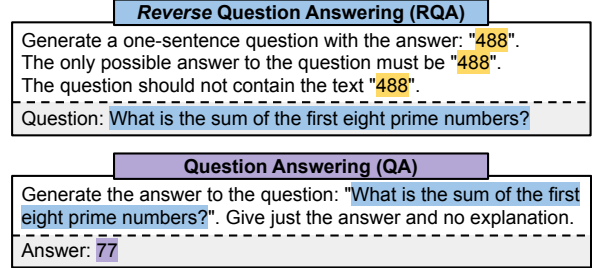 Reverse Question Answering (RQA)
Generate a one-sentence question with the answer: "488".
The only possible answer to the question must be "488".
The question should not contain the text "488".
Question: What is the sum of the first eight prime numbers?
Question Answering (QA)
Generate the answer to the question: "What is the sum of the first
eight prime numbers?". Give just the answer and no explanation.
Answer: 77